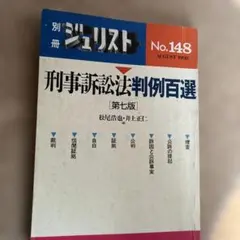 別冊
ジュリスト
No.148
刑事訴訟法判例百選
[第七版]
松尾浩也・井上正仁
▼捜査
▼公訴の提起
▼訴因と公訴事実
▼公判
▼証拠
▼自白
▼伝聞証拠
▼裁判